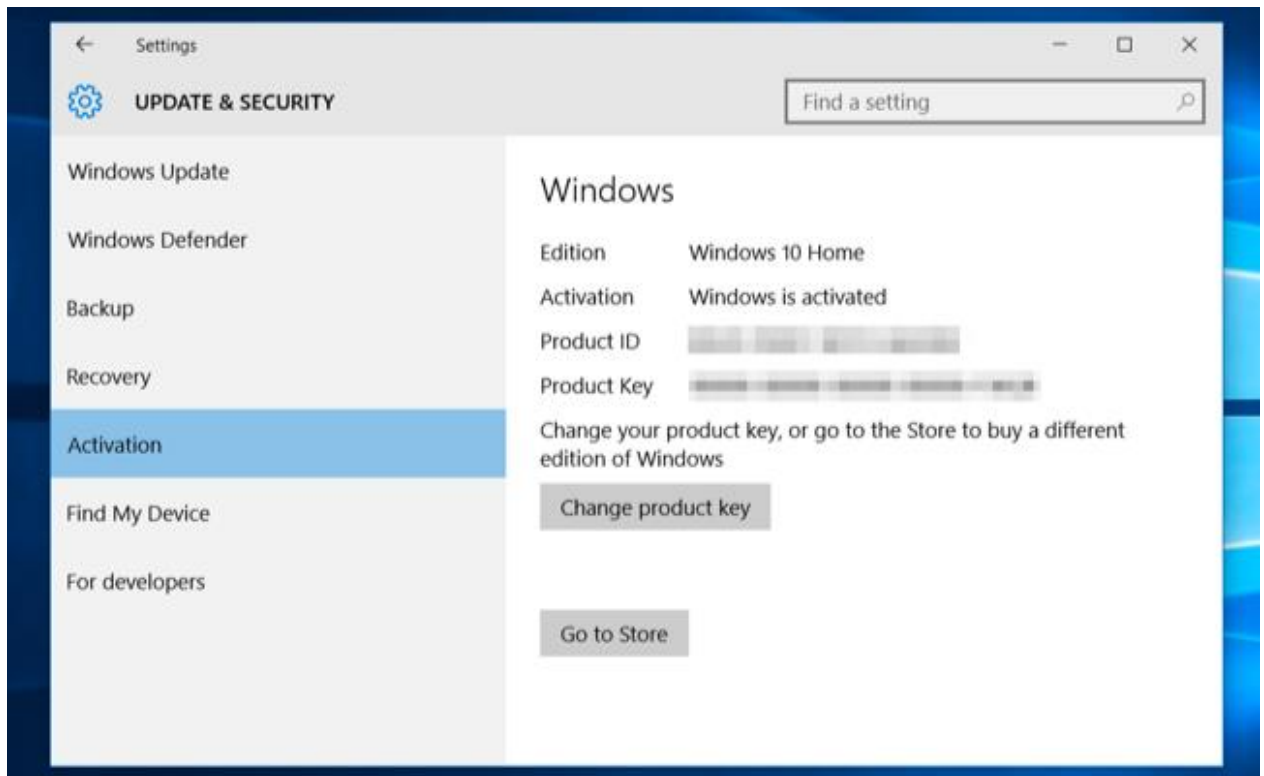 Settings
UPDATE & SECURITY
Find a setting
Windows Update
Windows Defender
Backup
Recovery
Activation
Find My Device
For developers
Windows
Edition Windows 10 Home
Activation Windows is activated
Product ID
Product Key
Change your product key, or go to the Store to buy a different
edition of Windows
Change product key
Go to Store